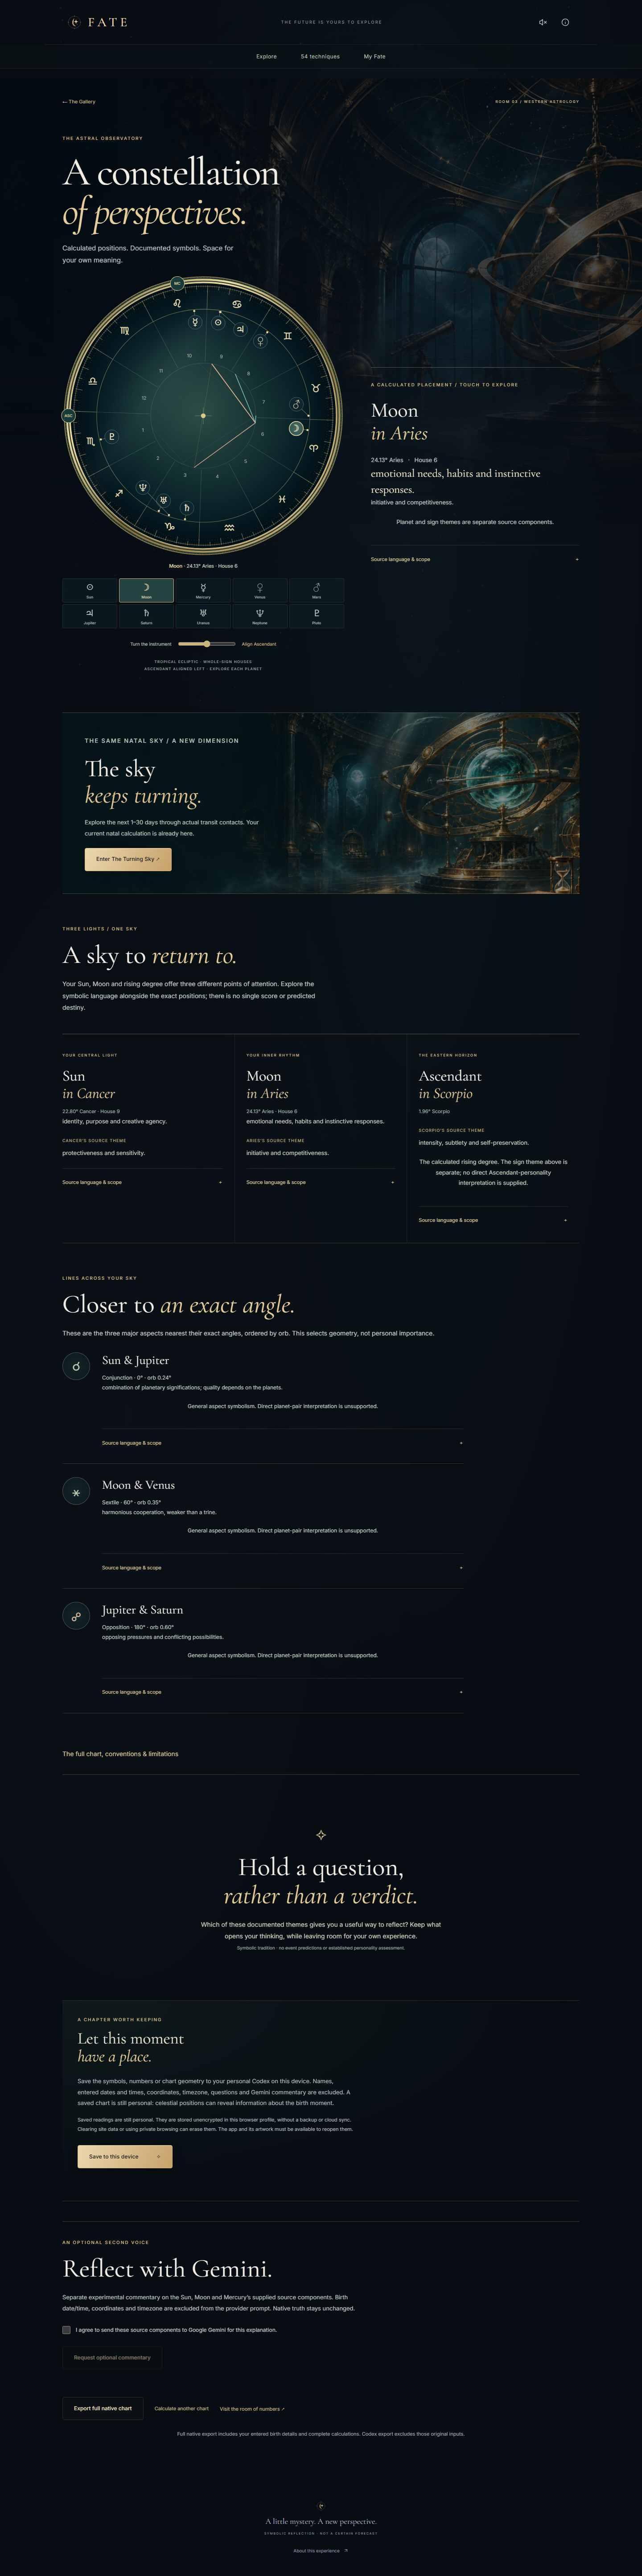 FATE
THE FUTURE IS YOURS TO EXPLORE
Explore
54 techniques
My Fate
← The Gallery
ROOM 02 / WESTERN ASTROLOGY
THE ASTRAL OBSERVATORY
A constellation
of perspectives.
Calculated positions. Documented symbols. Space for
your own meaning.
MC
ASC
10
9
11
8
12
7
1
6
2
5
3
4
Moon · 24.13° Aries · House 6
Sun
Moon
Mercury
Venus
Mars
Jupiter
Saturn
Uranus
Neptune
Pluto
Turn the instrument
Align Ascendant
TROPICAL ECLIPTIC · WHOLE-SIGN HOUSES
ASCENDANT ALIGNED LEFT · EXPLORE EACH PLANET
A CALCULATED PLACEMENT / TOUCH TO EXPLORE
Moon
in Aries
24.13° Aries · House 6
emotional needs, habits and instinctive
responses.
initiative and competitiveness.
Planet and sign themes are separate source components.
Source language & scope +
THE SAME NATAL SKY / A NEW DIMENSION
The sky
keeps turning.
Explore the next 1–30 days through actual transit contacts. Your
current natal calculation is already here.
Enter The Turning Sky ↗
THREE LIGHTS / ONE SKY
A sky to return to.
Your Sun, Moon and rising degree offer three different points of attention. Explore the
symbolic language alongside the exact positions; there is no single score or predicted
destiny.
YOUR CENTRAL LIGHT
Sun
in Cancer
22.80° Cancer · House 9
identity, purpose and creative agency.
CANCER'S SOURCE THEME
protectiveness and sensitivity.
Source language & scope +
YOUR INNER RHYTHM
Moon
in Aries
24.13° Aries · House 6
emotional needs, habits and instinctive responses.
ARIES'S SOURCE THEME
initiative and competitiveness.
Source language & scope +
THE EASTERN HORIZON
Ascendant
in Scorpio
1.96° Scorpio
SCORPIO'S SOURCE THEME
intensity, subtlety and self-preservation.
The calculated rising degree. The sign theme above is
separate; no direct Ascendant-personality
interpretation is supplied.
Source language & scope +
LINES ACROSS YOUR SKY
Closer to an exact angle.
These are the three major aspects nearest their exact angles, ordered by orb. This selects geometry, not personal importance.
Sun & Jupiter
Conjunction · 0° · orb 0.24°
combination of planetary significations; quality depends on the planets.
General aspect symbolism. Direct planet-pair interpretation is unsupported.
Source language & scope +
Moon & Venus
Sextile · 60° · orb 0.35°
harmonious cooperation, weaker than a trine.
General aspect symbolism. Direct planet-pair interpretation is unsupported.
Source language & scope +
Jupiter & Saturn
Opposition · 180° · orb 0.60°
opposing pressures and conflicting possibilities.
General aspect symbolism. Direct planet-pair interpretation is unsupported.
Source language & scope +
The full chart, conventions & limitations
Hold a question,
rather than a verdict.
Which of these documented themes gives you a useful way to reflect? Keep what
opens your thinking, while leaving room for your own experience.
Symbolic tradition · no event predictions or established personality assessment.
A CHAPTER WORTH KEEPING
Let this moment
have a place.
Save the symbols, numbers or chart geometry to your personal Codex on this device. Names,
entered dates and times, coordinates, timezone, questions and Gemini commentary are excluded. A
saved chart is still personal: celestial positions can reveal information about the birth moment.
Saved readings are still personal. They are stored unencrypted in this browser profile, without a backup or cloud sync.
Clearing site data or using private browsing can erase them. The app and its artwork must be available to reopen them.
Save to this device
AN OPTIONAL SECOND VOICE
Reflect with Gemini.
Separate experimental commentary on the Sun, Moon and Mercury's supplied source components. Birth
date/time, coordinates and timezone are excluded from the provider prompt. Native truth stays unchanged.
I agree to send these source components to Google Gemini for this explanation.
Request optional commentary
Export full native chart
Calculate another chart
Visit the room of numbers ↗
Full native export includes your entered birth details and complete calculations. Codex export excludes those original inputs.
A little mystery. A new perspective.
SYMBOLIC REFLECTION · NOT A CERTAIN FORECAST
About this experience ↗